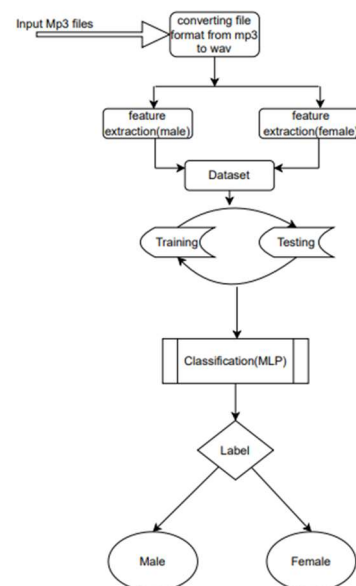 Input Mp3 files
converting file
format from mp3
to wav
feature
extraction(male)
feature
extraction(female)
Dataset
Training
Testing
Classification(MLP)
Label
Male
Female